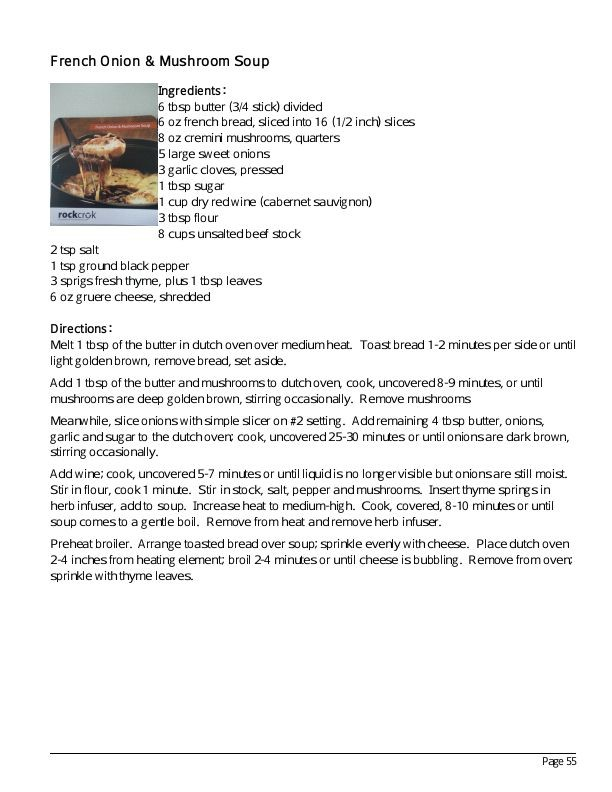 French Onion & Mushroom Soup
French Onion & Mushroom Soup
rockcrok
Ingredients:
6 tbsp butter (3/4 stick) divided
6 oz french bread, sliced into 16 (1/2 inch) slices
8 oz cremini mushrooms, quarters
5 large sweet onions
3 garlic cloves, pressed
1 tbsp sugar
1 cup dry red wine (cabernet sauvignon)
3 tbsp flour
8 cups unsalted beef stock
2 tsp salt
1 tsp ground black pepper
3 sprigs fresh thyme, plus 1 tbsp leaves
6 oz gruere cheese, shredded
Directions:
Melt 1 tbsp of the butter in dutch oven over medium heat. Toast bread 1-2 minutes per side or until
light golden brown, remove bread, set aside.
Add 1 tbsp of the butter and mushrooms to dutch oven, cook, uncovered 8-9 minutes, or until
mushrooms are deep golden brown, stirring occasionally. Remove mushrooms
Meanwhile, slice onions with simple slicer on #2 setting. Add remaining 4 tbsp butter, onions,
garlic and sugar to the dutch oven; cook, uncovered 25-30 minutes or until onions are dark brown,
stirring occasionally.
Add wine; cook, uncovered 5-7 minutes or until liquid is no longer visible but onions are still moist.
Stir in flour, cook 1 minute. Stir in stock, salt, pepper and mushrooms. Insert thyme springs in
herb infuser, add to soup. Increase heat to medium-high. Cook, covered, 8-10 minutes or until
soup comes to a gentle boil. Remove from heat and remove herb infuser.
Preheat broiler. Arrange toasted bread over soup; sprinkle evenly with cheese. Place dutch oven
2-4 inches from heating element; broil 2-4 minutes or until cheese is bubbling. Remove from oven;
sprinkle with thyme leaves.
Page 55